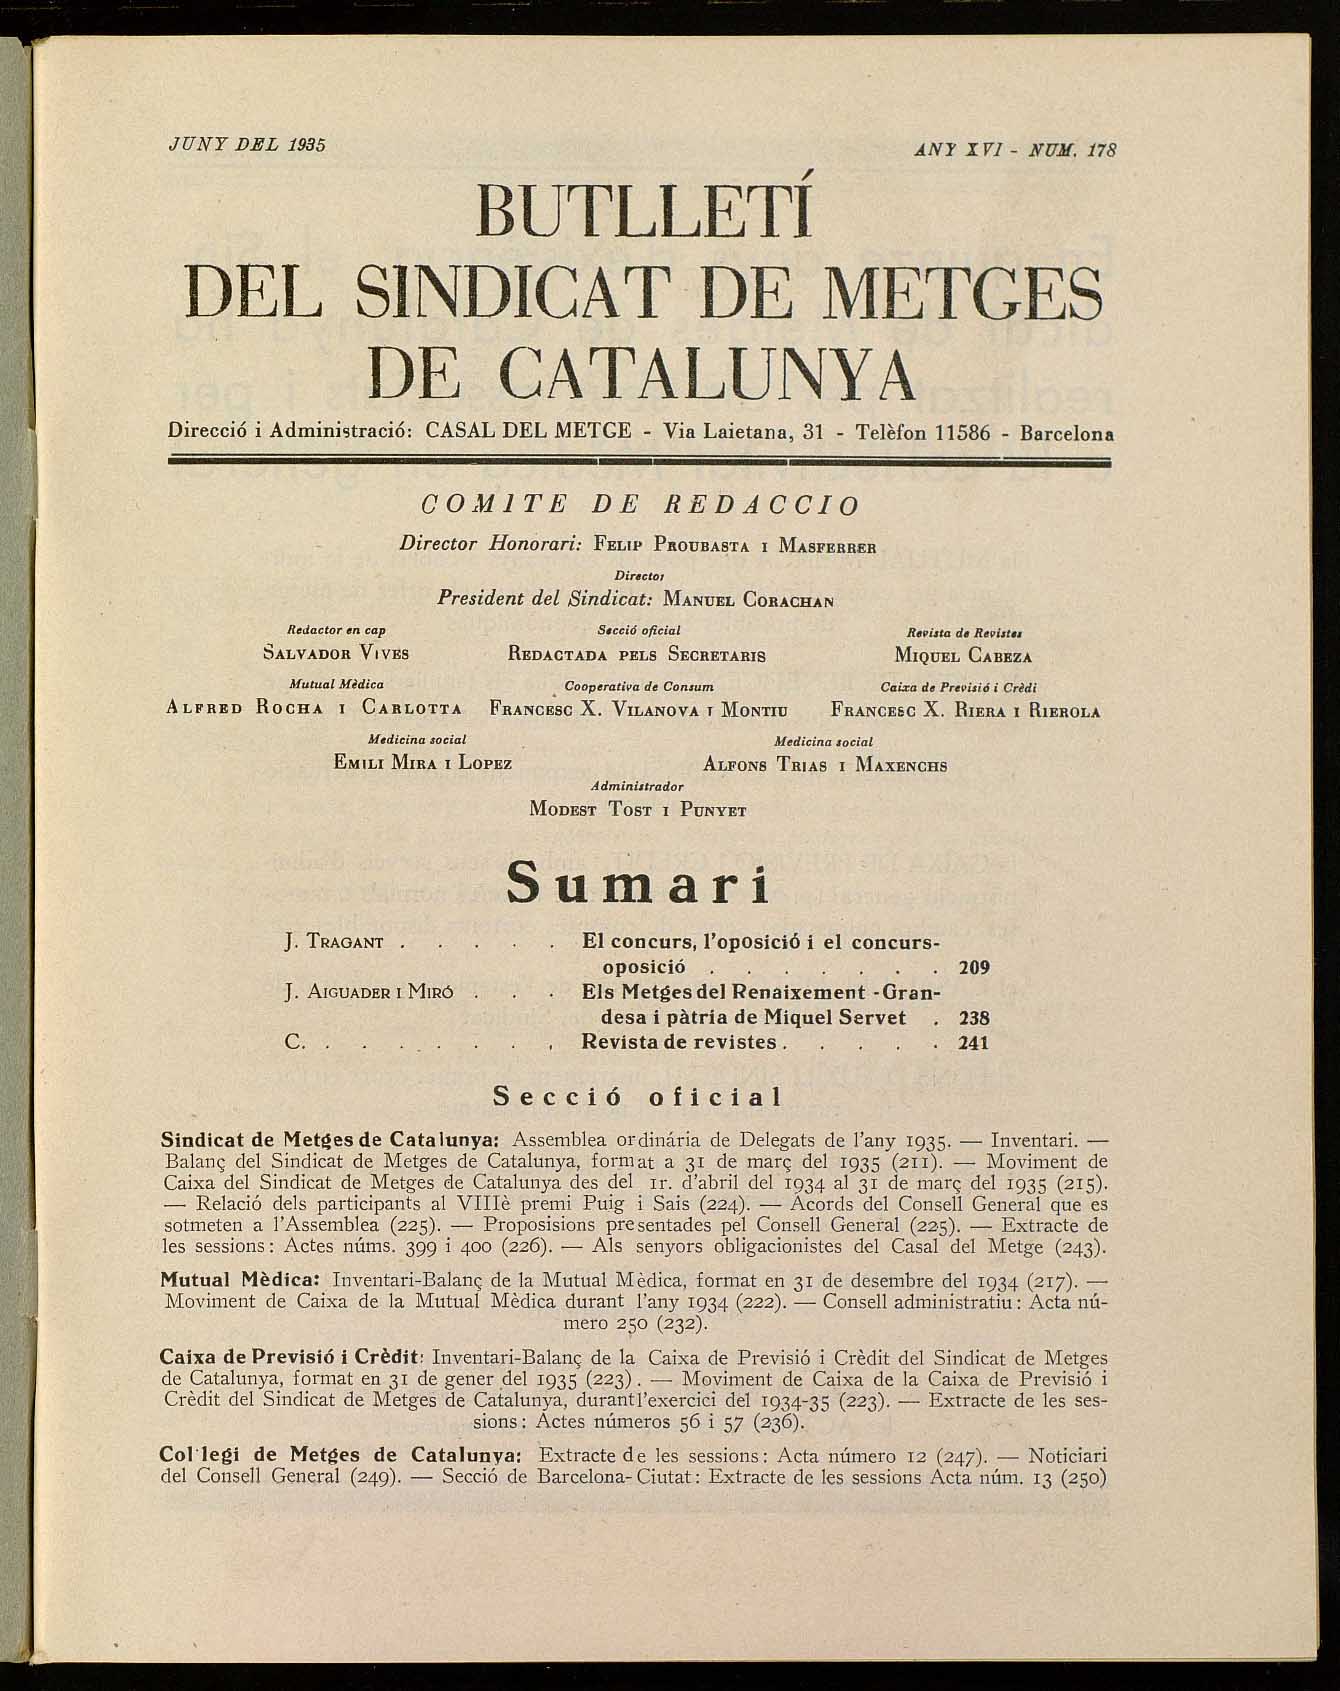 JUNY DEL 1935
ANY XVI - NUM. 178
BUTLLETÍ
DEL SINDICAT DE METGES
DE CATALUNYA
Direcció i Administració: CASAL DEL METGE - Via Laietana, 31 - Telèfon 11586 - Barcelona
COMITE DE REDACCIO
Director Honorari: FELIP PROUBASTA I MASFERRER
Director
President del Sindicat: MANUEL CORACHAN
Redactor en cap
Secció oficial
Revista de Revistes
SALVADOR VIVES
REDACTADA PELS SECRETARIS
MIQUEL CABEZA
Mutual Mèdica
Cooperativa de Consum
Caixa de Previsió i Crèdi
ALFRED ROCHA I CARLOTTA
FRANCESC X. VILANOVA I MONTIU
FRANCESC X. RIERA I RIEROLA
Medicina social
Medicina social
EMILI MIRA I LOPEZ
ALFONS TRIAS I MAXENCHS
Administrador
MODEST TOST I PUNYET
Sumari
J. TRAGANT . . . . . El concurs, l'oposició i el concurs-
oposició . . . . . . . 209
J. AIGUADER I MIRÓ . . . Els Metges del Renaixement - Gran-
desa i pàtria de Miquel Servet . 238
C. . . . . . . . Revista de revistes . . . . . 241
Secció oficial
Sindicat de Metges de Catalunya: Assemblea ordinária de Delegats de l'any 1935. — Inventari. —
Balanç del Sindicat de Metges de Catalunya, format a 31 de març del 1935 (211). — Moviment de
Caixa del Sindicat de Metges de Catalunya des del 1r. d'abril del 1934 al 31 de març del 1935 (215).
— Relació dels participants al VIIIè premi Puig i Sais (224). — Acords del Consell General que es
sotmeten a l'Assemblea (225). — Proposisions presentades pel Consell General (225). — Extracte de
les sessions: Actes núms. 399 i 400 (226). — Als senyors obligacionistes del Casal del Metge (243).
Mutual Mèdica: Inventari-Balanç de la Mutual Mèdica, format en 31 de desembre del 1934 (217). —
Moviment de Caixa de la Mutual Mèdica durant l'any 1934 (222). — Consell administratiu: Acta nú-
mero 250 (232).
Caixa de Previsió i Crèdit: Inventari-Balanç de la Caixa de Previsió i Crèdit del Sindicat de Metges
de Catalunya, format en 31 de gener del 1935 (223). — Moviment de Caixa de la Caixa de Previsió i
Crèdit del Sindicat de Metges de Catalunya, durant l'exercici del 1934-35 (223). — Extracte de les ses-
sions: Actes números 56 i 57 (236).
Col·legi de Metges de Catalunya: Extracte de les sessions: Acta número 12 (247). — Noticiari
del Consell General (249). — Secció de Barcelona-Ciutat: Extracte de les sessions Acta núm. 13 (250)